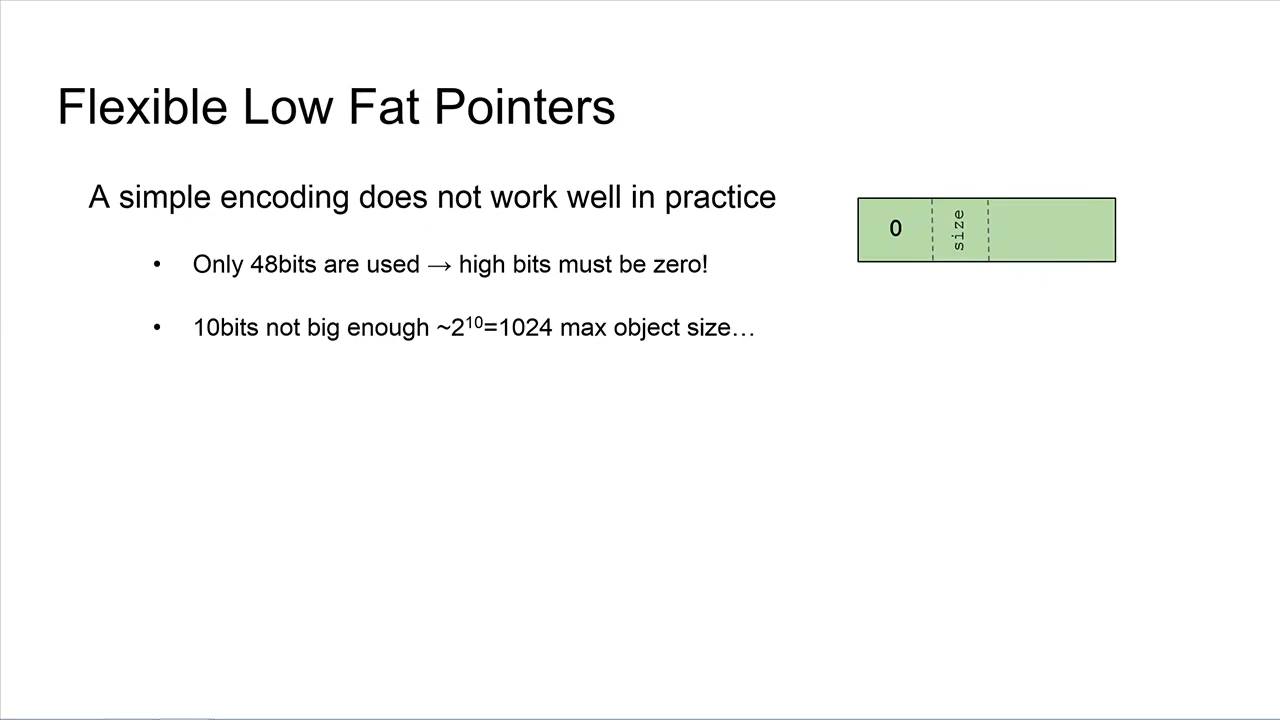 Flexible Low Fat Pointers
A simple encoding does not work well in practice
• Only 48bits are used → high bits must be zero!
• 10bits not big enough ~2¹⁰=1024 max object size…
0
size